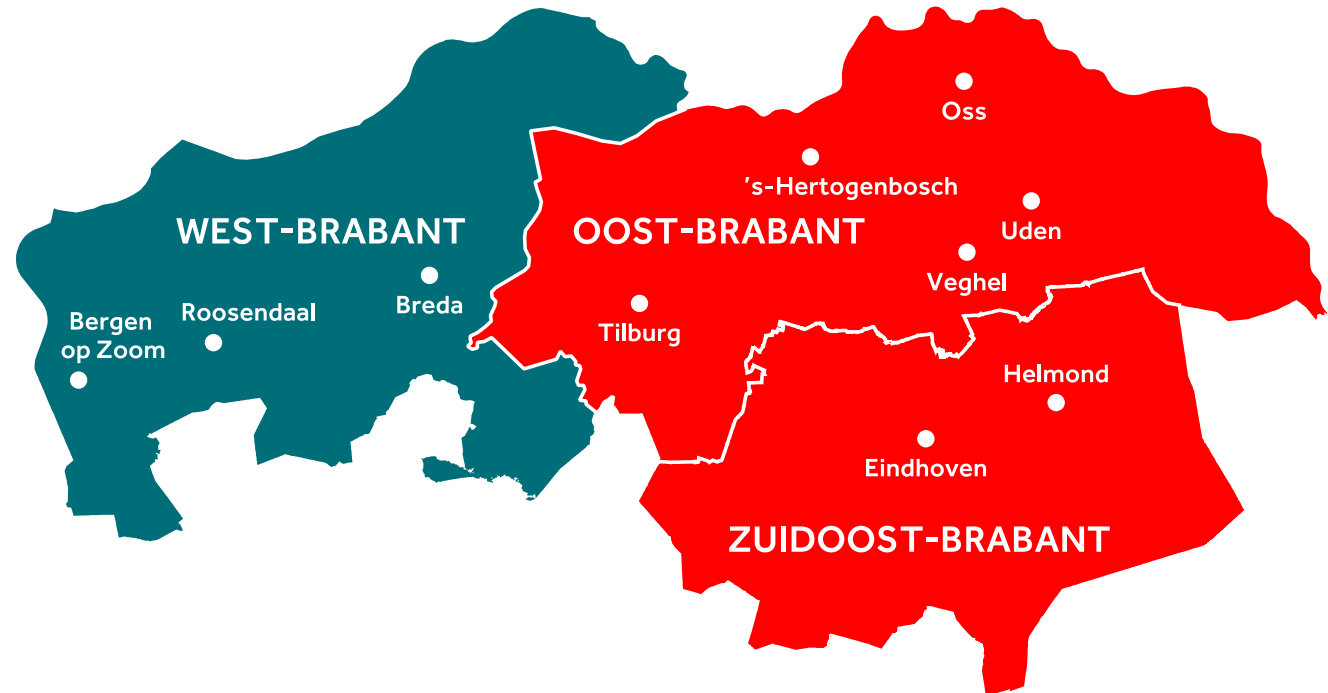 WEST-BRABANT
Bergen
op Zoom
Roosendaal
Breda
OOST-BRABANT
Oss
's-Hertogenbosch
Uden
Veghel
Tilburg
Helmond
Eindhoven
ZUIDOOST-BRABANT